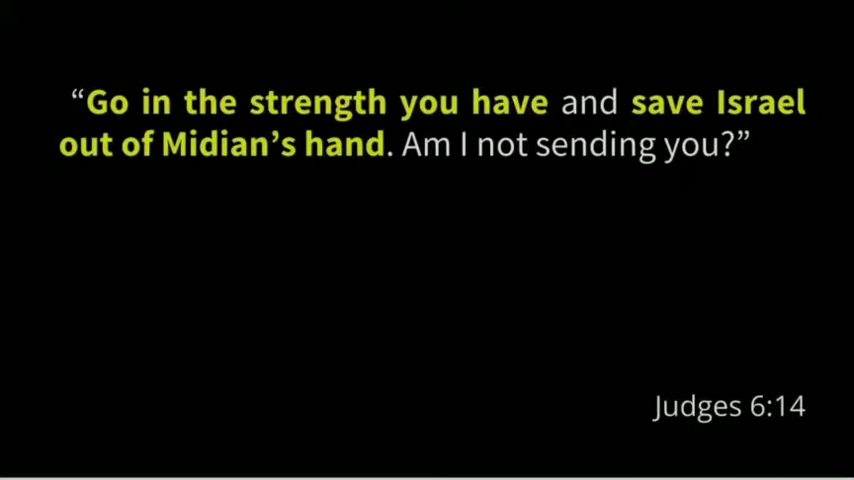 “Go in the strength you have and save Israel
out of Midian’s hand. Am I not sending you?”
Judges 6:14